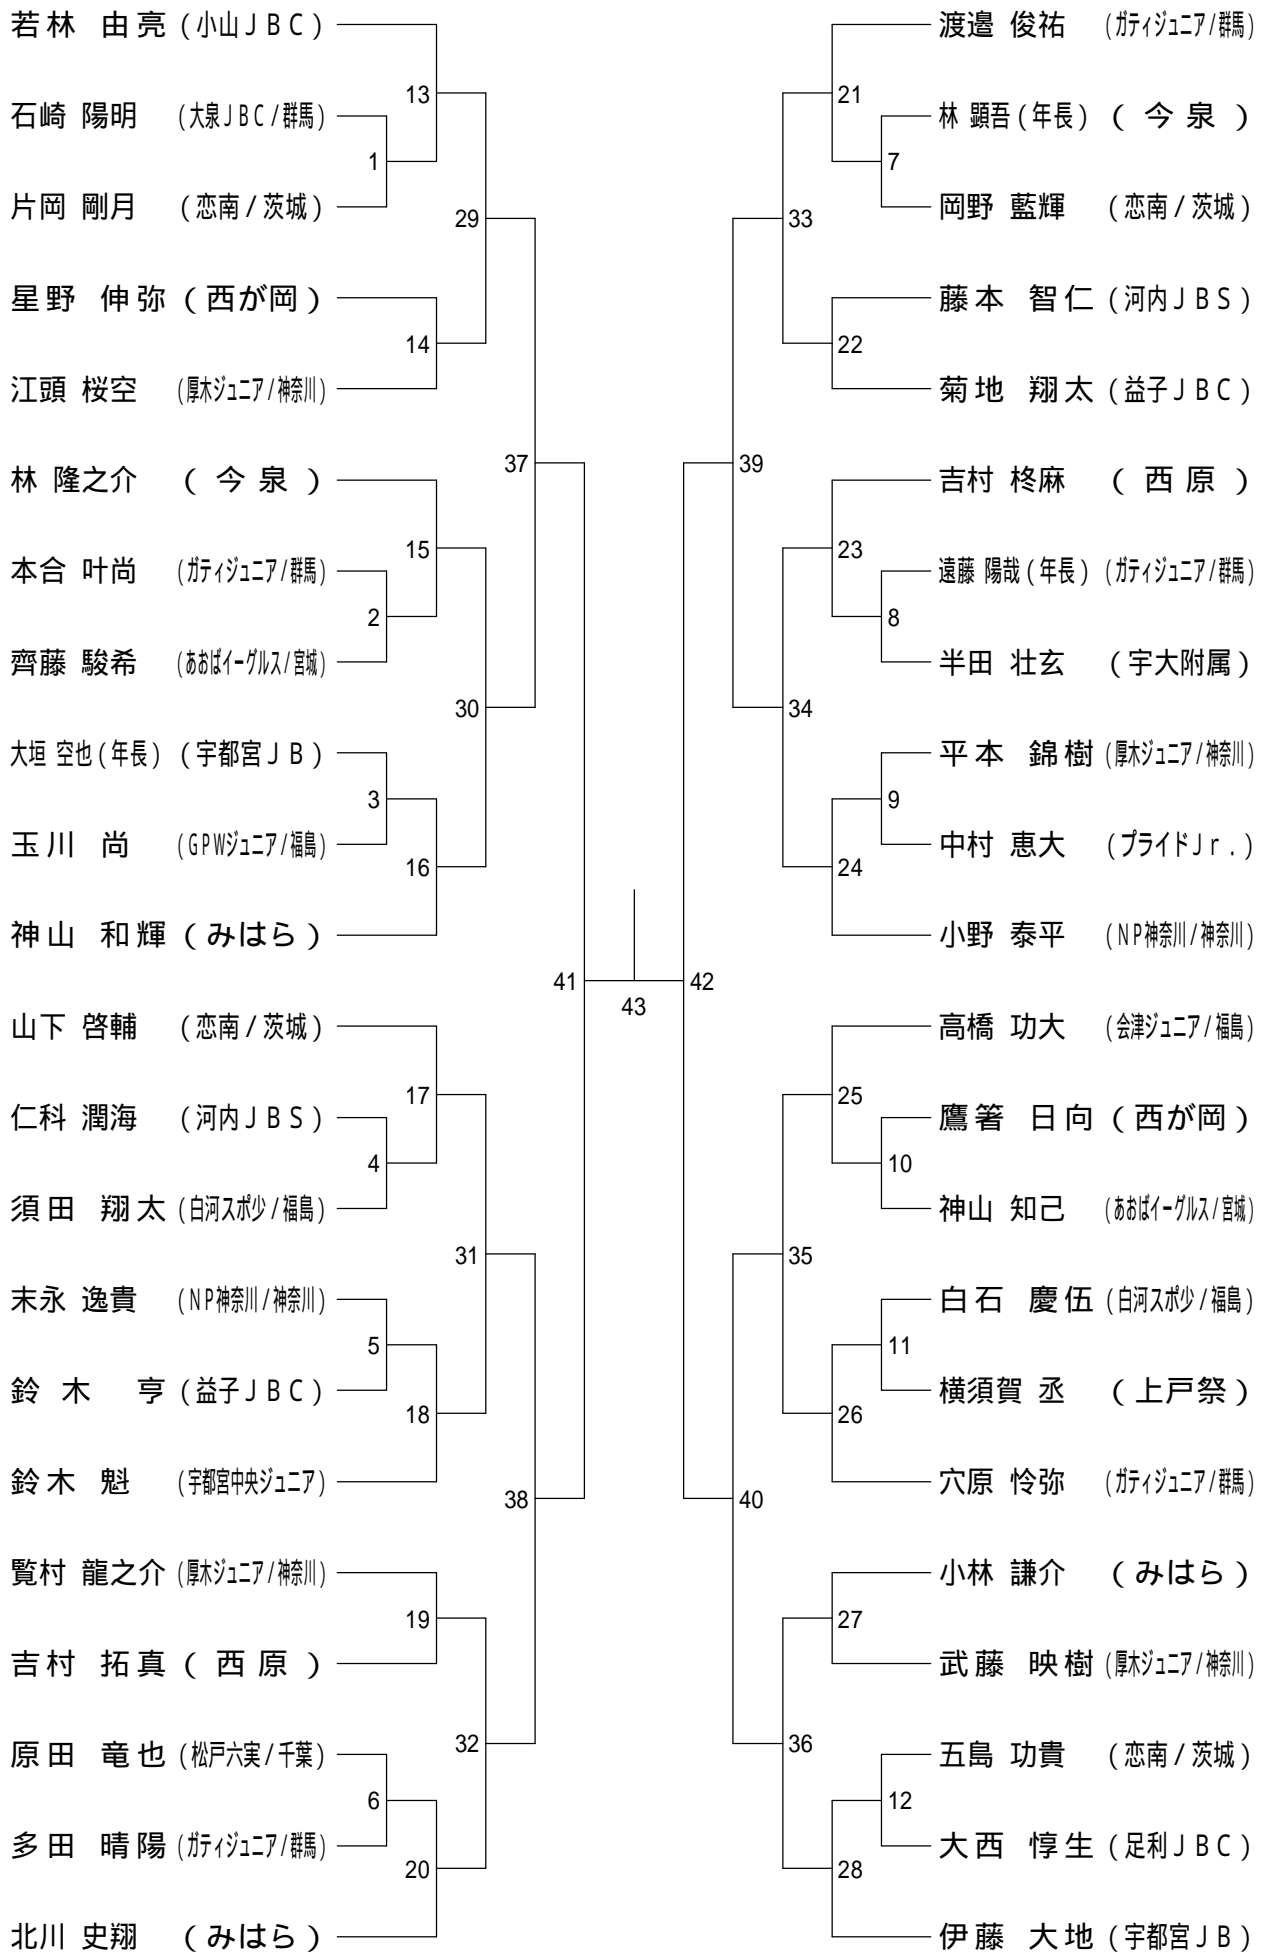 若林 由亮 (小山JBC)
13
石崎 陽明 (大泉JBC/群馬)
1
片岡 剛月 (恋南/茨城)
29
星野 伸弥 (西が岡)
14
江頭 桜空 (厚木ジュニア/神奈川)
37
林 隆之介 (今泉)
15
本合 叶尚 (ガティジュニア/群馬)
2
齊藤 駿希 (あおばイーグルス/宮城)
30
大垣 空也(年長) (宇都宮JB)
3
玉川 尚 (GPWジュニア/福島)
16
神山 和輝 (みはら)
41
山下 啓輔 (恋南/茨城)
17
仁科 潤海 (河内JBS)
4
須田 翔太 (白河スポ少/福島)
31
末永 逸貴 (NP神奈川/神奈川)
5
鈴木 亨 (益子JBC)
18
鈴木 魁 (宇都宮中央ジュニア)
38
覧村 龍之介 (厚木ジュニア/神奈川)
19
吉村 拓真 (西原)
32
原田 竜也 (松戸六実/千葉)
6
多田 晴陽 (ガティジュニア/群馬)
20
北川 史翔 (みはら)
43
渡邉 俊祐 (ガティジュニア/群馬)
21
林 顕吾(年長) (今泉)
7
岡野 藍輝 (恋南/茨城)
33
藤本 智仁 (河内JBS)
22
菊地 翔太 (益子JBC)
39
吉村 柊麻 (西原)
23
遠藤 陽哉(年長) (ガティジュニア/群馬)
8
半田 壮玄 (宇大附属)
34
平本 錦樹 (厚木ジュニア/神奈川)
9
中村 恵大 (プライドJr.)
24
小野 泰平 (NP神奈川/神奈川)
42
高橋 功大 (会津ジュニア/福島)
25
鷹箸 日向 (西が岡)
10
神山 知己 (あおばイーグルス/宮城)
35
白石 慶伍 (白河スポ少/福島)
11
横須賀 丞 (上戸祭)
26
穴原 怜弥 (ガティジュニア/群馬)
40
小林 謙介 (みはら)
27
武藤 映樹 (厚木ジュニア/神奈川)
36
五島 功貴 (恋南/茨城)
12
大西 惇生 (足利JBC)
28
伊藤 大地 (宇都宮JB)